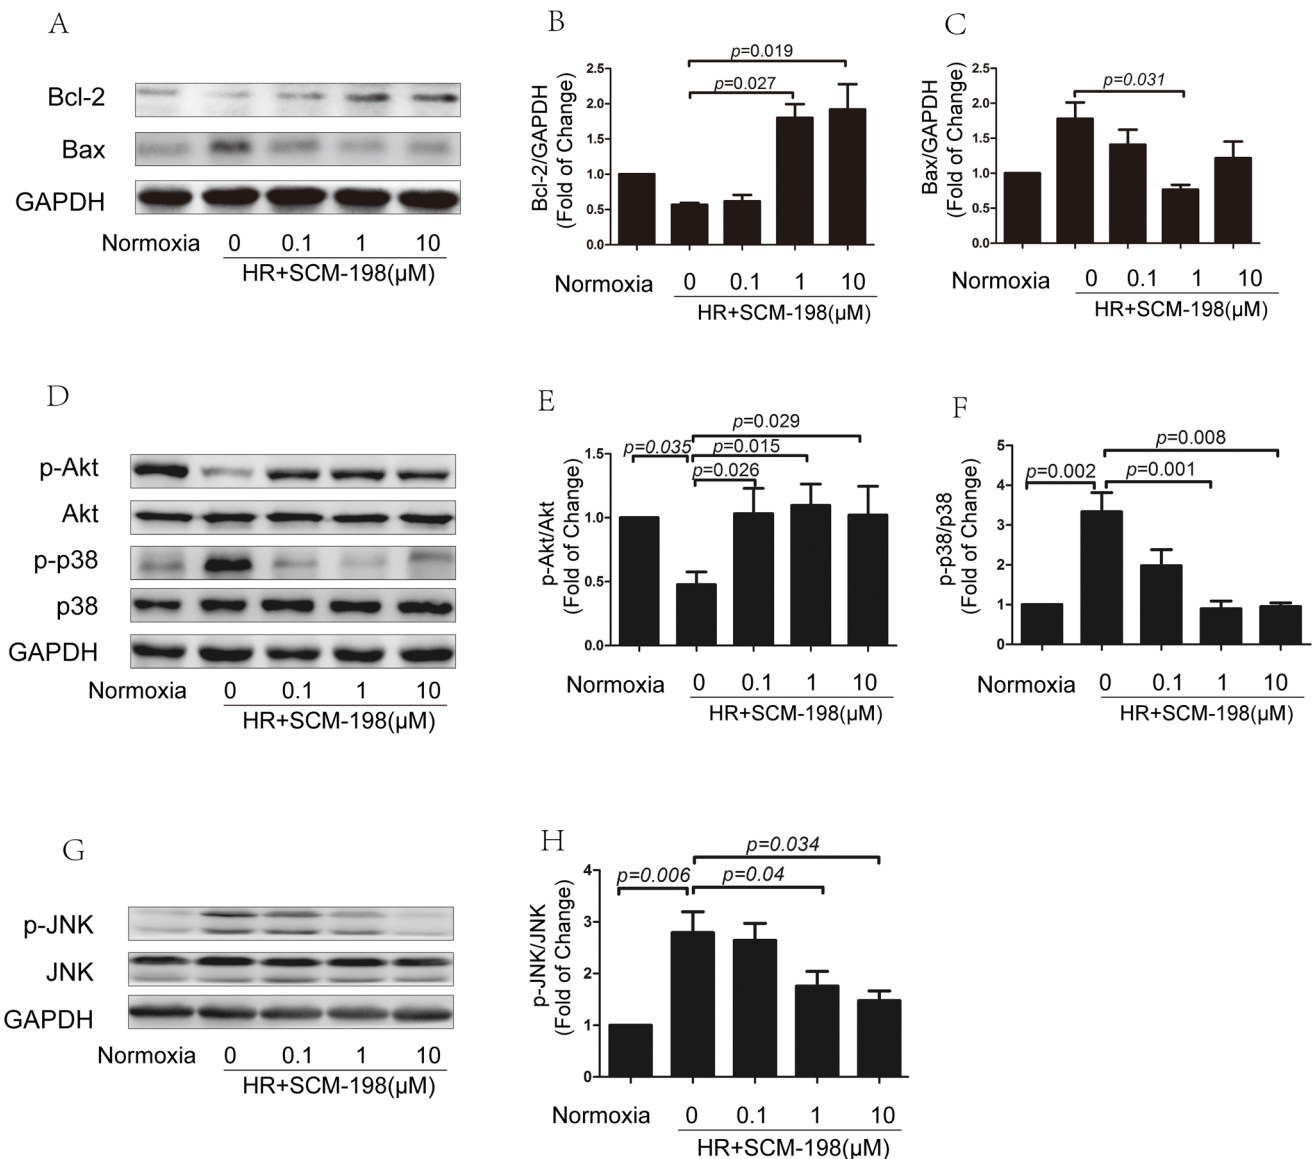 A
Bcl-2
Bax
GAPDH
Normoxia 0 0.1 1 10
HR+SCM-198(μM)
B
p=0.019
p=0.027
2.5
2.0
1.5
1.0
0.5
0.0
Bcl-2/GAPDH
(Fold of Change)
Normoxia 0 0.1 1 10
HR+SCM-198(μM)
C
p=0.031
2.5
2.0
1.5
1.0
0.5
0.0
Bax/GAPDH
(Fold of Change)
Normoxia 0 0.1 1 10
HR+SCM-198(μM)
D
p-Akt
Akt
p-p38
p38
GAPDH
Normoxia 0 0.1 1 10
HR+SCM-198(μM)
E
p=0.029
p=0.035 p=0.015
p=0.026
1.5
1.0
0.5
0.0
p-Akt/Akt
(Fold of Change)
Normoxia 0 0.1 1 10
HR+SCM-198(μM)
F
p=0.008
p=0.002 p=0.001
5
4
3
2
1
0
p-p38/p38
(Fold of Change)
Normoxia 0 0.1 1 10
HR+SCM-198(μM)
G
p-JNK
JNK
GAPDH
Normoxia 0 0.1 1 10
HR+SCM-198(μM)
H
p=0.034
p=0.006 p=0.04
4
3
2
1
0
p-JNK/JNK
(Fold of Change)
Normoxia 0 0.1 1 10
HR+SCM-198(μM)